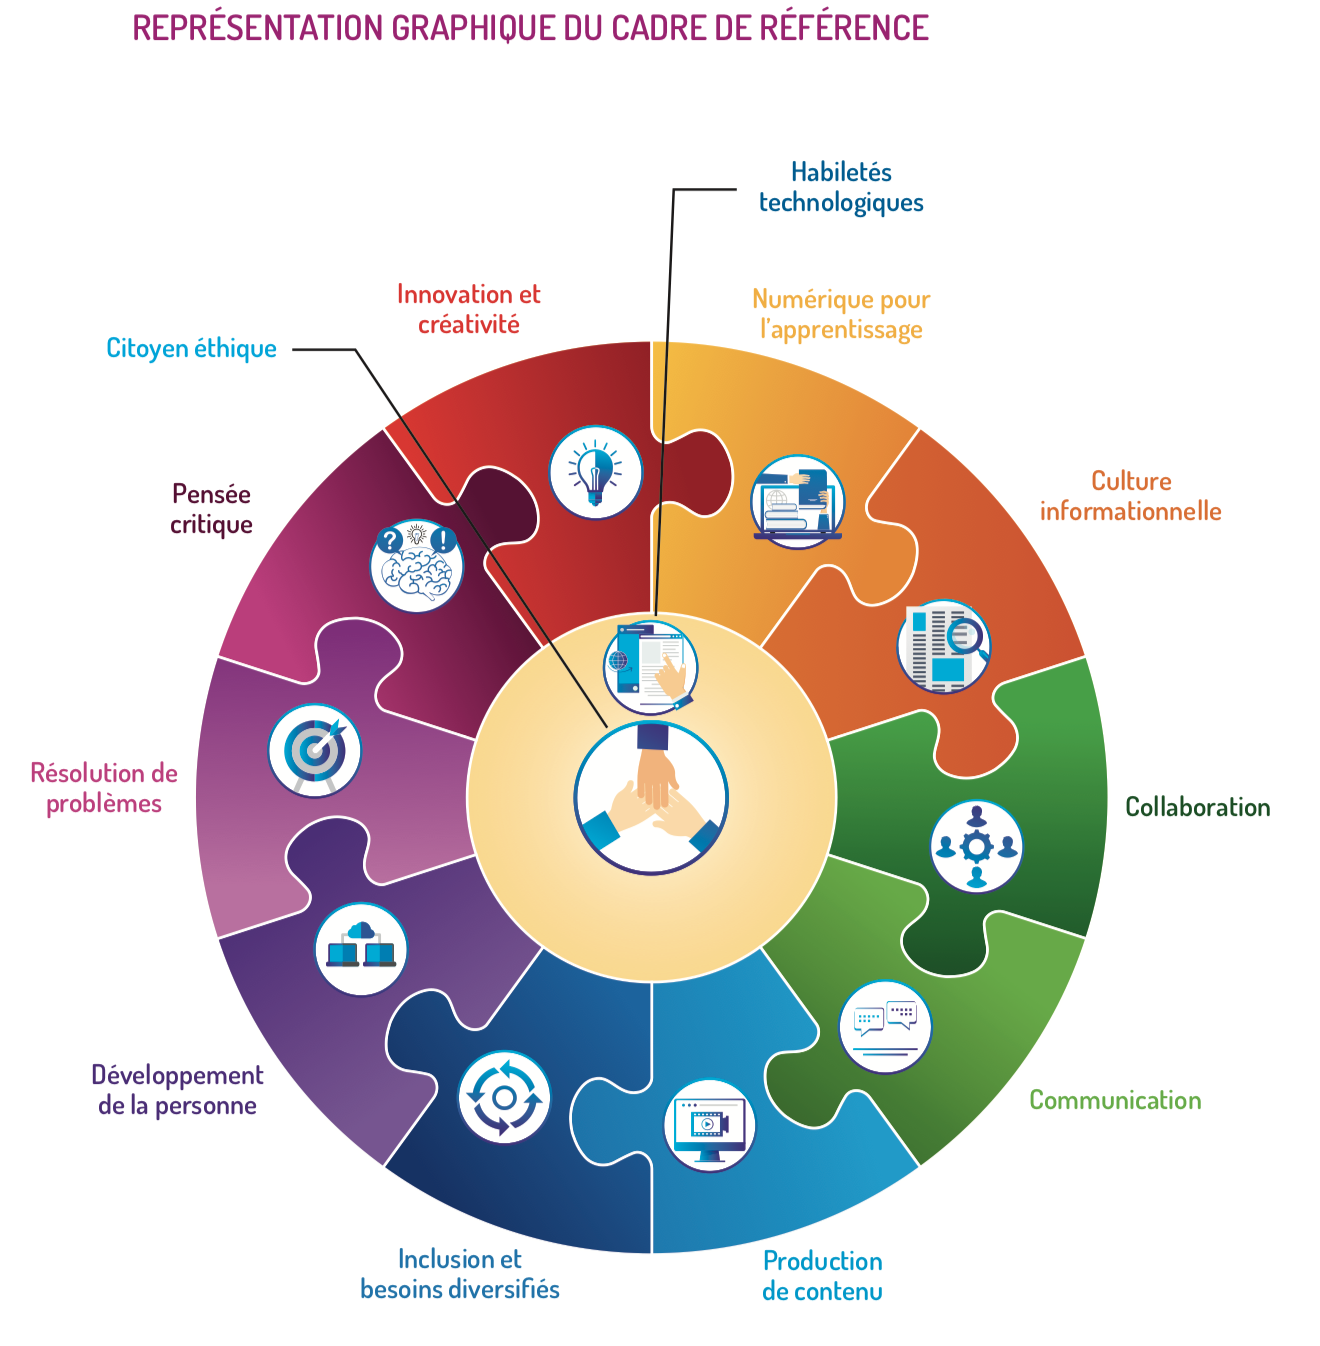 REPRÉSENTATION GRAPHIQUE DU CADRE DE RÉFÉRENCE
Habiletés
technologiques
Innovation et
créativité
Numérique pour
l'apprentissage
Citoyen éthique
Pensée
critique
Culture
informationnelle
? !
Résolution de
problèmes
Collaboration
Développement
de la personne
Communication
Inclusion et
besoins diversifiés
Production
de contenu